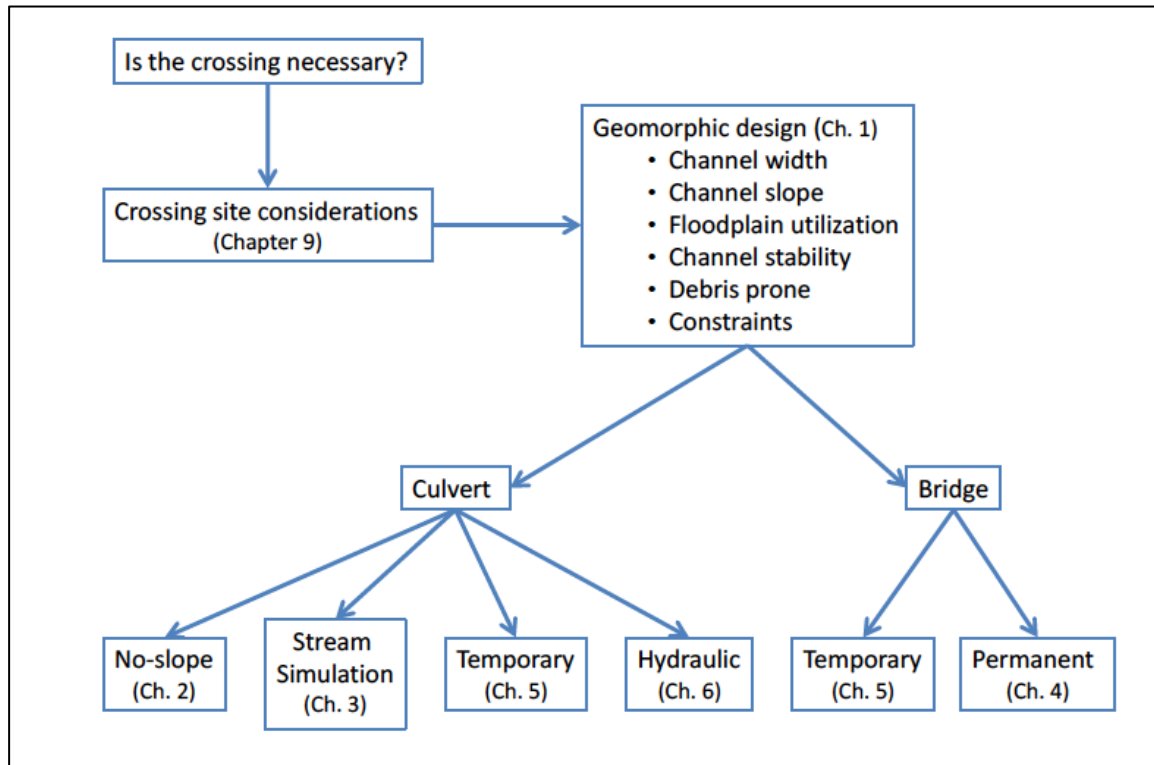 Is the crossing necessary?
Geomorphic design (Ch. 1)
• Channel width
• Channel slope
• Floodplain utilization
• Channel stability
• Debris prone
• Constraints
Crossing site considerations
(Chapter 9)
Culvert
Bridge
No-slope
(Ch. 2)
Stream
Simulation
(Ch. 3)
Temporary
(Ch. 5)
Hydraulic
(Ch. 6)
Temporary
(Ch. 5)
Permanent
(Ch. 4)